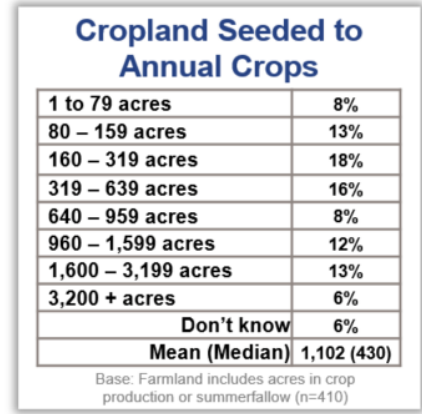 Cropland Seeded to
Annual Crops
1 to 79 acres 8%
80 – 159 acres 13%
160 – 319 acres 18%
319 – 639 acres 16%
640 – 959 acres 8%
960 – 1,599 acres 12%
1,600 – 3,199 acres 13%
3,200 + acres 6%
Don't know 6%
Mean (Median) 1,102 (430)
Base: Farmland includes acres in crop
production or summerfallow (n=410)